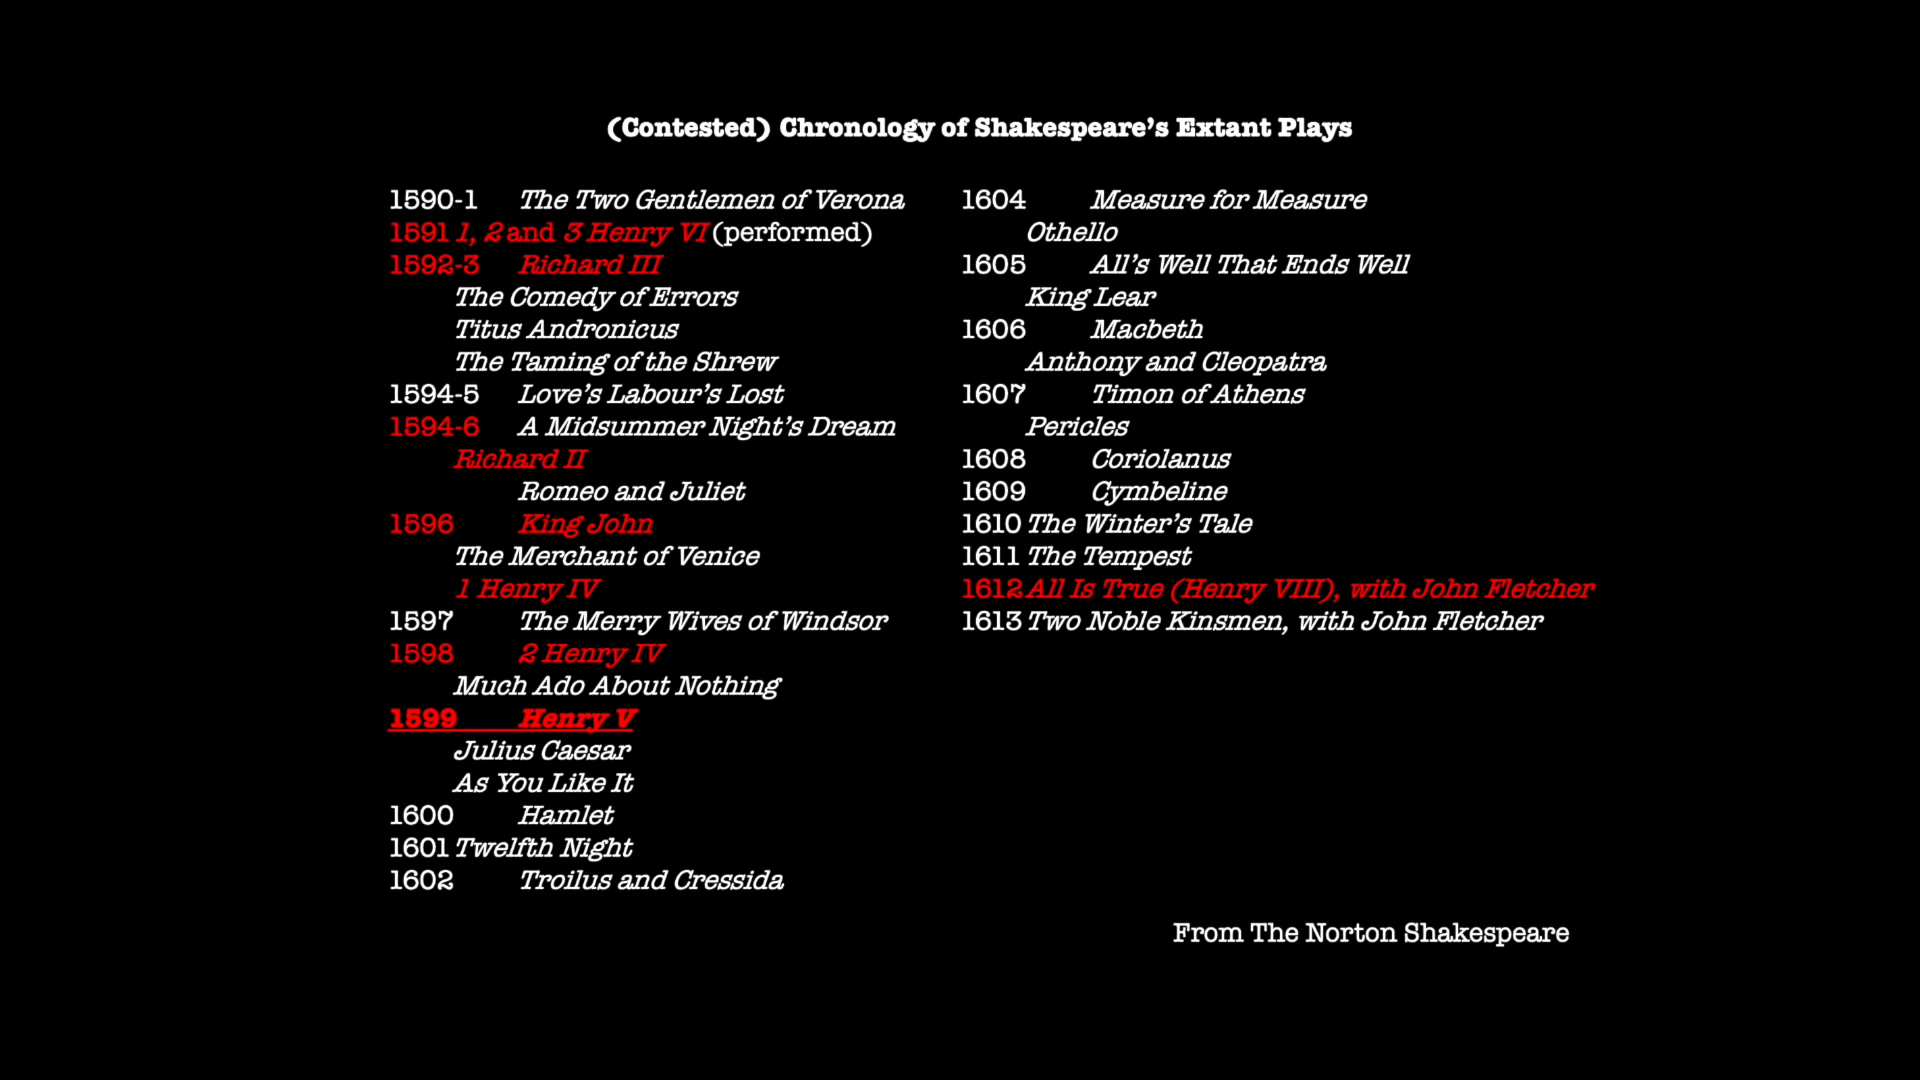 (Contested) Chronology of Shakespeare's Extant Plays
1590-1 The Two Gentlemen of Verona
1591 1, 2 and 3 Henry VI (performed)
1592-3 Richard III
The Comedy of Errors
Titus Andronicus
The Taming of the Shrew
1594-5 Love's Labour's Lost
1594-6 A Midsummer Night's Dream
Richard II
Romeo and Juliet
1596 King John
The Merchant of Venice
1 Henry IV
1597 The Merry Wives of Windsor
1598 2 Henry IV
Much Ado About Nothing
1599 Henry V
Julius Caesar
As You Like It
1600 Hamlet
1601 Twelfth Night
1602 Troilus and Cressida
1604 Measure for Measure
Othello
1605 All's Well That Ends Well
King Lear
1606 Macbeth
Anthony and Cleopatra
1607 Timon of Athens
Pericles
1608 Coriolanus
1609 Cymbeline
1610 The Winter's Tale
1611 The Tempest
1612 All Is True (Henry VIII), with John Fletcher
1613 Two Noble Kinsmen, with John Fletcher
From The Norton Shakespeare